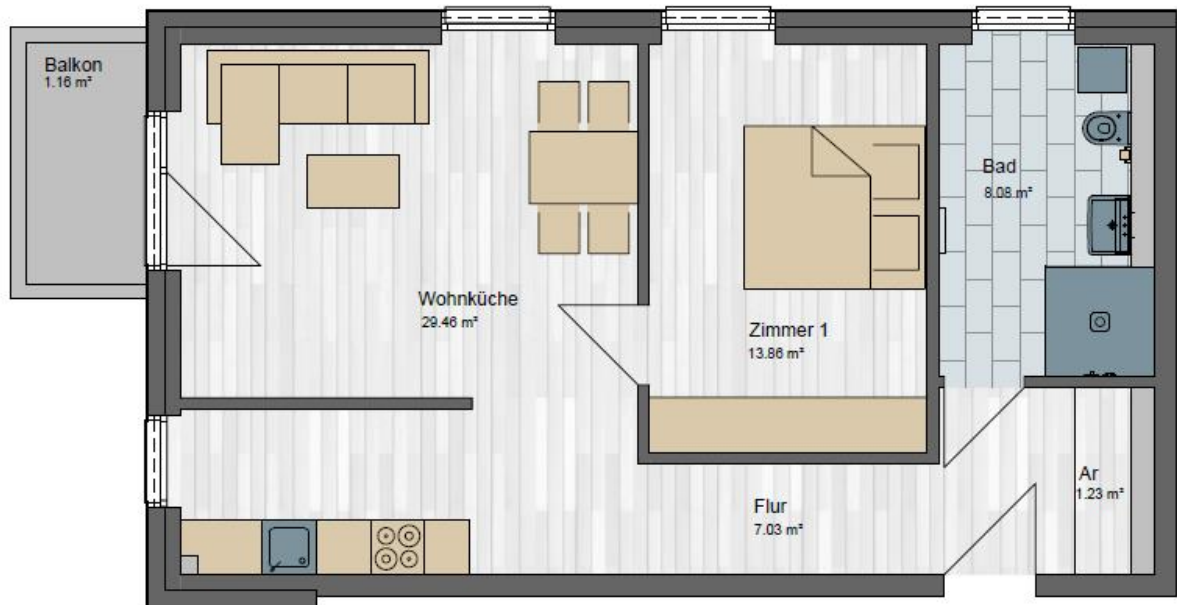 Balkon
1.16 m²
Wohnküche
29.46 m²
Zimmer 1
13.86 m²
Bad
8.08 m²
Flur
7.03 m²
Ar
1.23 m²